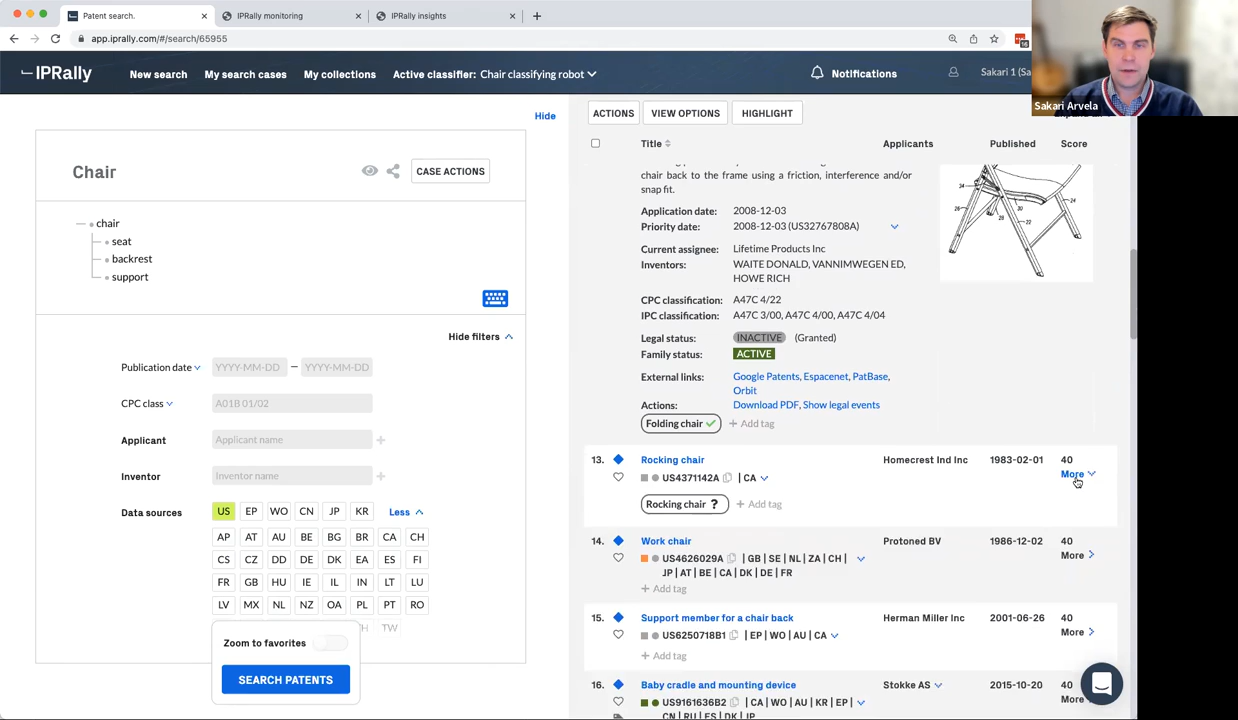 Patent search.
IPRally monitoring
IPRally insights
app.iprally.com/#/search/65955
IPRally
New search
My search cases
My collections
Active classifier: Chair classifying robot
Notifications
Sakari 1 (Sa
Sakari Arvela
Hide
Chair
CASE ACTIONS
chair
seat
backrest
support
Hide filters
Publication date
YYYY-MM-DD – YYYY-MM-DD
CPC class
A01B 01/02
Applicant
Applicant name
Inventor
Inventor name
Data sources
US EP WO CN JP KR Less
AP AT AU BE BG BR CA CH
CS CZ DD DE DK EA ES FI
FR GB HU IE IL IN LT LU
LV MX NL NZ OA PL PT RO
TW
Zoom to favorites
SEARCH PATENTS
ACTIONS
VIEW OPTIONS
HIGHLIGHT
Title Applicants Published Score
chair back to the frame using a friction, interference and/or
snap fit.
Application date: 2008-12-03
Priority date: 2008-12-03 (US32767808A)
Current assignee: Lifetime Products Inc
Inventors: WAITE DONALD, VANNIMWEGEN ED,
HOWE RICH
CPC classification: A47C 4/22
IPC classification: A47C 3/00, A47C 4/00, A47C 4/04
Legal status: INACTIVE (Granted)
Family status: ACTIVE
External links: Google Patents, Espacenet, PatBase,
Orbit
Actions: Download PDF, Show legal events
Folding chair + Add tag
13. Rocking chair Homecrest Ind Inc 1983-02-01 40
US4371142A | CA More
Rocking chair ? + Add tag
14. Work chair Protoned BV 1986-12-02 40
US4626029A | GB | SE | NL | ZA | CH | More
JP | AT | BE | CA | DK | DE | FR
+ Add tag
15. Support member for a chair back Herman Miller Inc 2001-06-26 40
US6250718B1 | EP | WO | AU | CA More
+ Add tag
16. Baby cradle and mounting device Stokke AS 2015-10-20 40
US9161636B2 | CA | WO | AU | KR | EP | More
CN | RU | ES | DK | JP